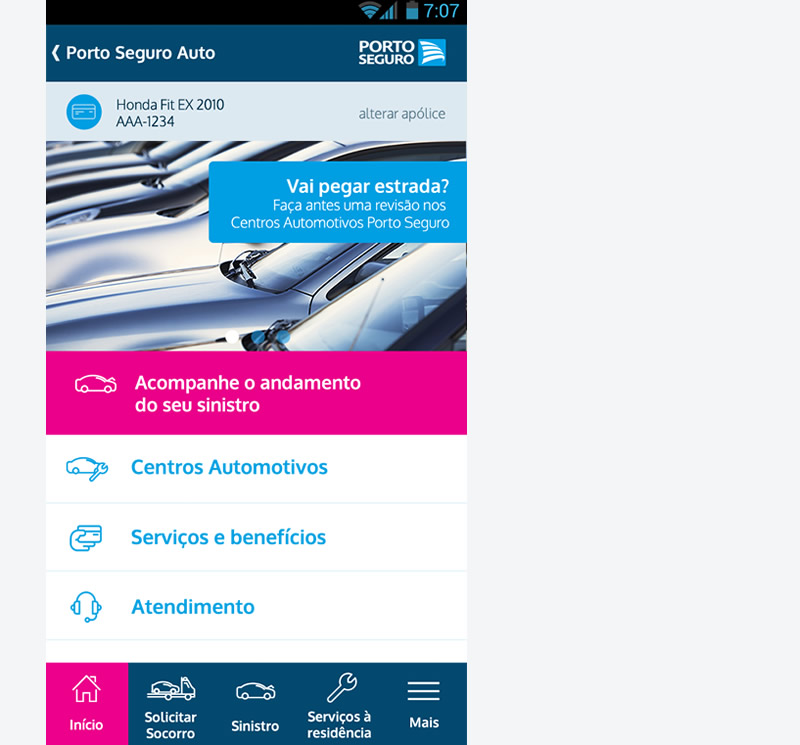 7:07
Porto Seguro Auto
PORTO
SEGURO
Honda Fit EX 2010
AAA-1234
alterar apólice
Vai pegar estrada?
Faça antes uma revisão nos
Centros Automotivos Porto Seguro
Acompanhe o andamento
do seu sinistro
Centros Automotivos
Serviços e benefícios
Atendimento
Início
Solicitar
Socorro
Sinistro
Serviços à
residência
Mais